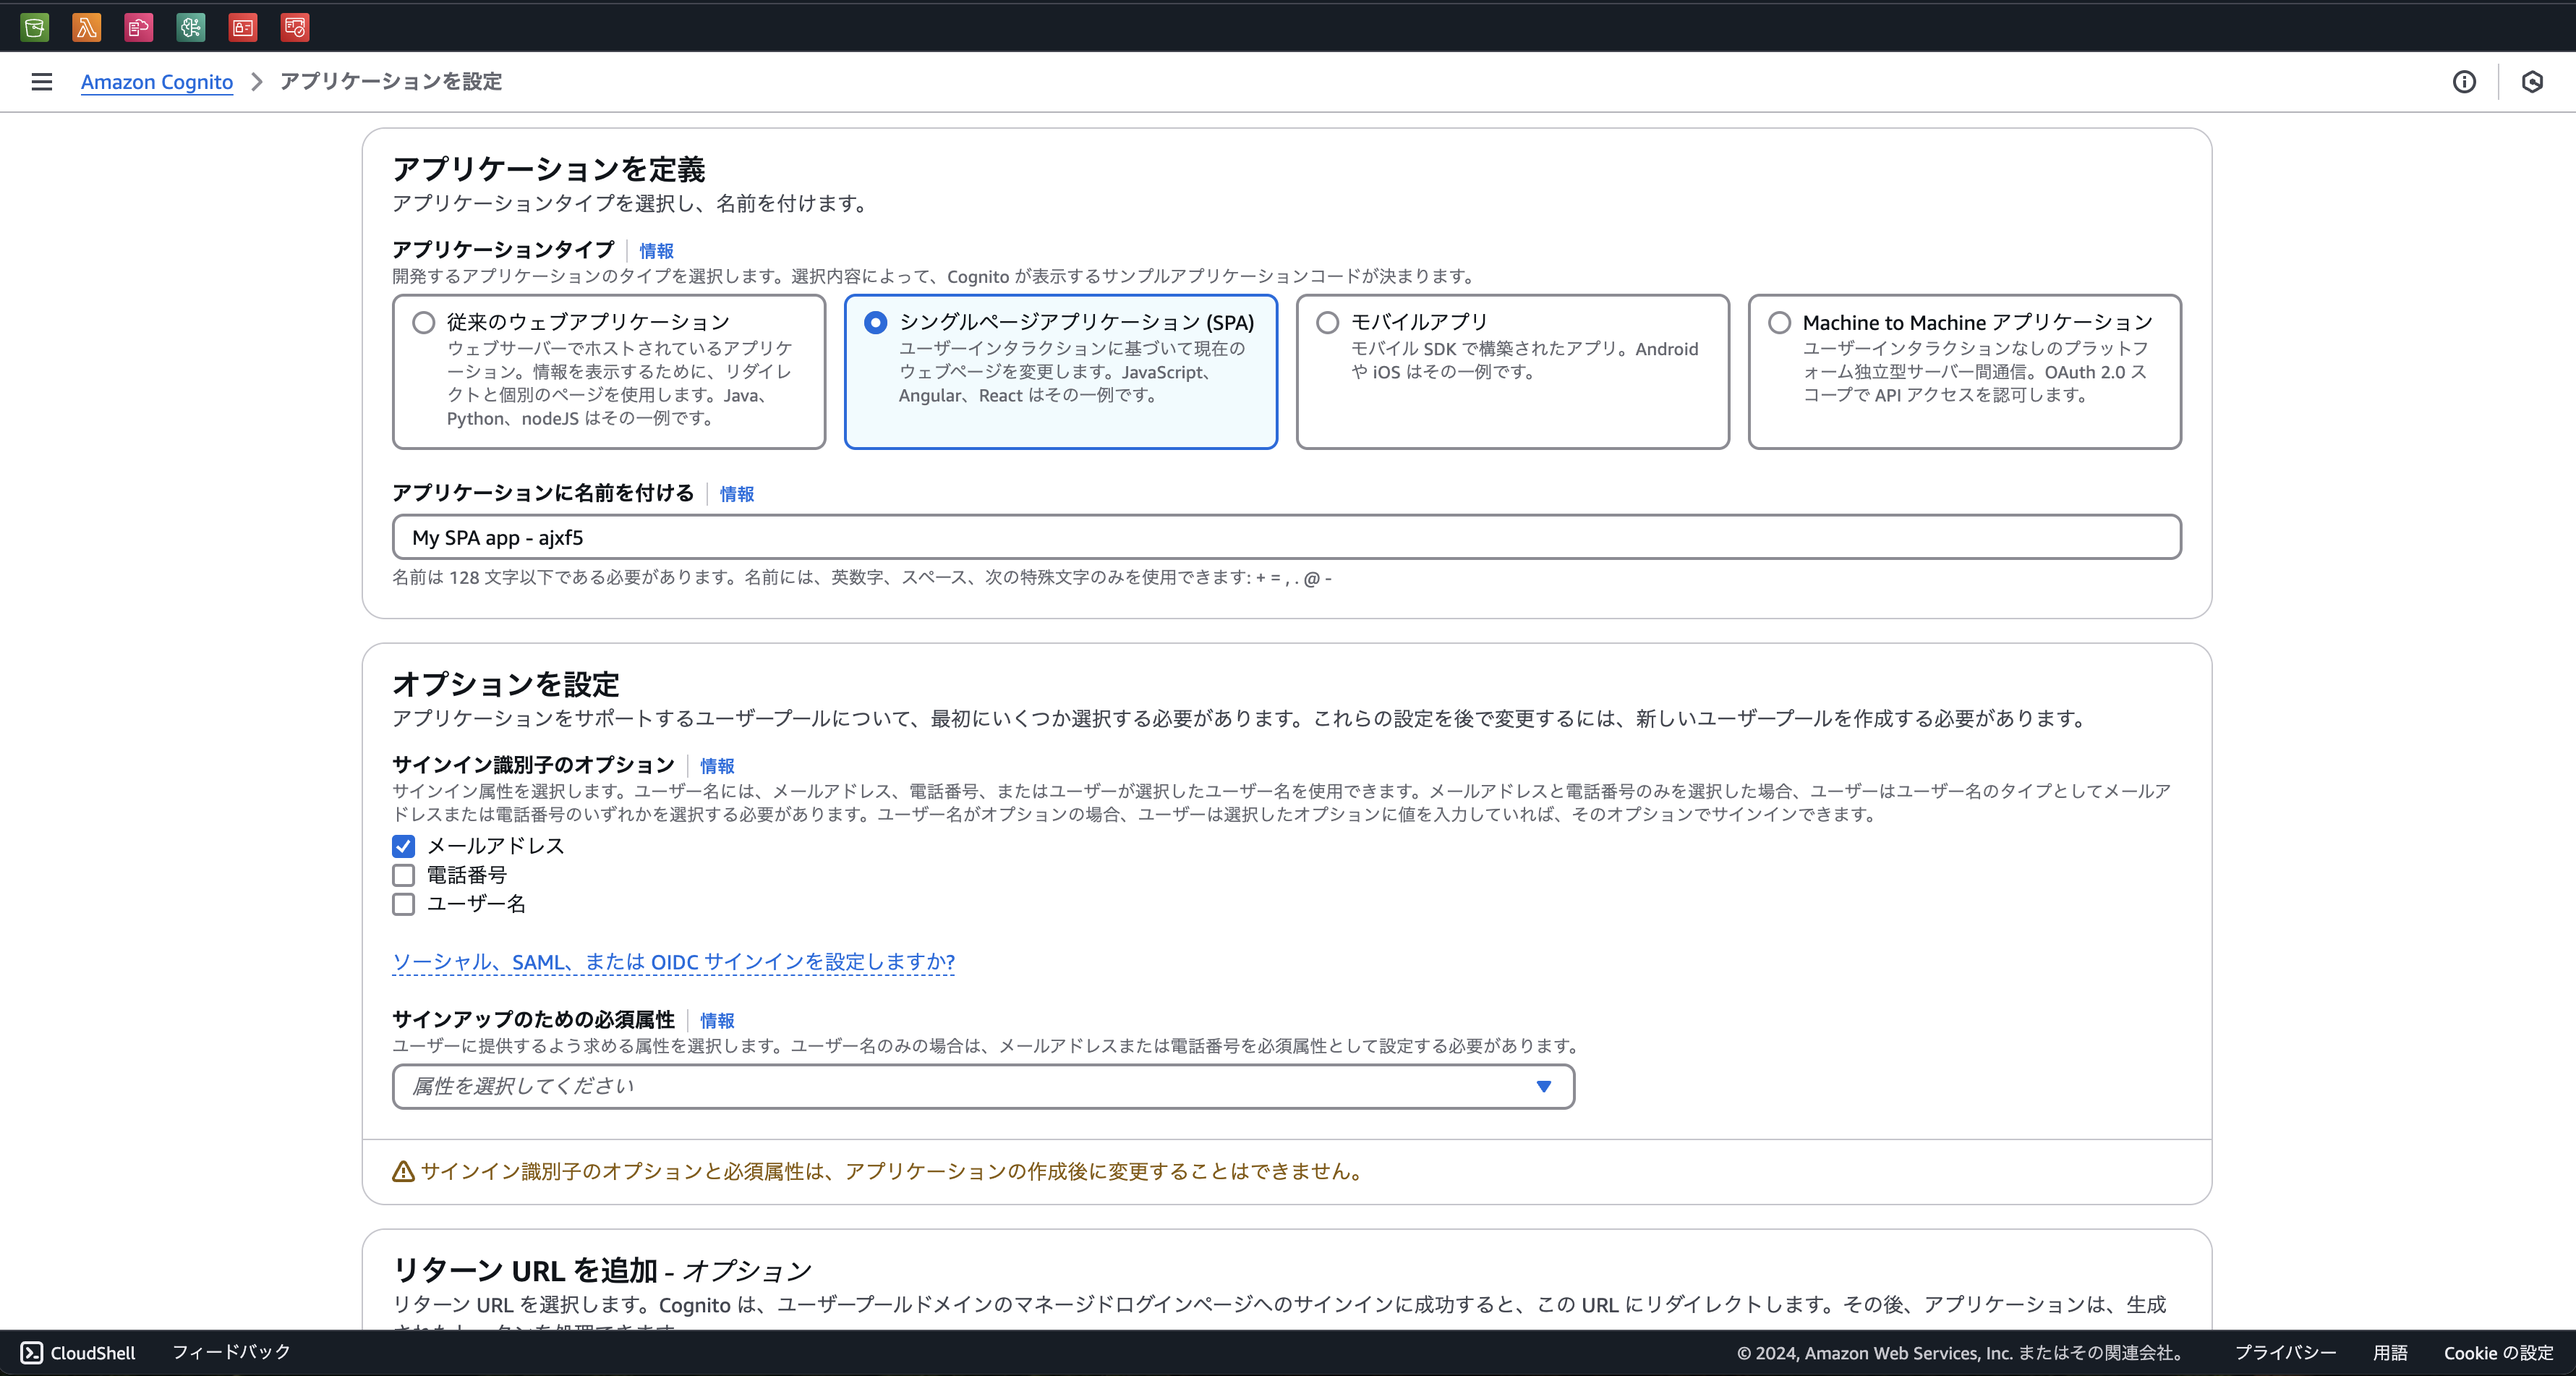 Amazon Cognito > アプリケーションを設定
アプリケーションを定義
アプリケーションタイプを選択し、名前を付けます。
アプリケーションタイプ | 情報
開発するアプリケーションのタイプを選択します。選択内容によって、Cognito が表示するサンプルアプリケーションコードが決まります。
従来のウェブアプリケーション
ウェブサーバーでホストされているアプリケ
ーション。情報を表示するために、リダイレ
クトと個別のページを使用します。Java、
Python、nodeJS はその一例です。
シングルページアプリケーション (SPA)
ユーザーインタラクションに基づいて現在の
ウェブページを変更します。JavaScript、
Angular、React はその一例です。
モバイルアプリ
モバイル SDK で構築されたアプリ。Android
や iOS はその一例です。
Machine to Machine アプリケーション
ユーザーインタラクションなしのプラットフ
ォーム独立型サーバー間通信。OAuth 2.0 ス
コープで API アクセスを認可します。
アプリケーションに名前を付ける | 情報
My SPA app - ajxf5
名前は 128 文字以下である必要があります。名前には、英数字、スペース、次の特殊文字のみを使用できます: + = , . @ -
オプションを設定
アプリケーションをサポートするユーザープールについて、最初にいくつか選択する必要があります。これらの設定を後で変更するには、新しいユーザープールを作成する必要があります。
サインイン識別子のオプション | 情報
サインイン属性を選択します。ユーザー名には、メールアドレス、電話番号、またはユーザーが選択したユーザー名を使用できます。メールアドレスと電話番号のみを選択した場合、ユーザーはユーザー名のタイプとしてメールア
ドレスまたは電話番号のいずれかを選択する必要があります。ユーザー名がオプションの場合、ユーザーは選択したオプションに値を入力していれば、そのオプションでサインインできます。
メールアドレス
電話番号
ユーザー名
ソーシャル、SAML、または OIDC サインインを設定しますか?
サインアップのための必須属性 | 情報
ユーザーに提供するよう求める属性を選択します。ユーザー名のみの場合は、メールアドレスまたは電話番号を必須属性として設定する必要があります。
属性を選択してください
サインイン識別子のオプションと必須属性は、アプリケーションの作成後に変更することはできません。
リターン URL を追加 - オプション
リターン URL を選択します。Cognito は、ユーザープールドメインのマネージドログインページへのサインインに成功すると、この URL にリダイレクトします。その後、アプリケーションは、生成
CloudShell フィードバック © 2024, Amazon Web Services, Inc. またはその関連会社。 プライバシー 用語 Cookie の設定